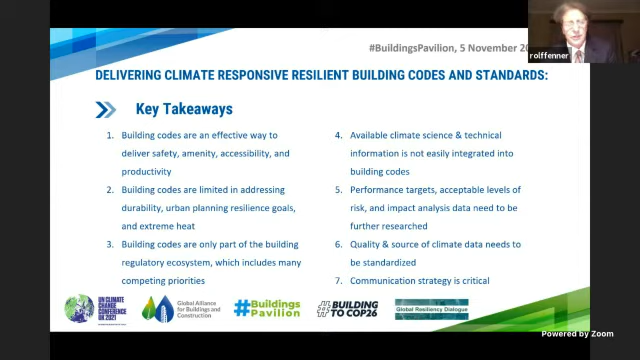 #BuildingsPavilion, 5 November 20
rolffenner
DELIVERING CLIMATE RESPONSIVE RESILIENT BUILDING CODES AND STANDARDS:
Key Takeaways
1. Building codes are an effective way to
deliver safety, amenity, accessibility, and
productivity
2. Building codes are limited in addressing
durability, urban planning resilience goals,
and extreme heat
3. Building codes are only part of the building
regulatory ecosystem, which includes many
competing priorities
4. Available climate science & technical
information is not easily integrated into
building codes
5. Performance targets, acceptable levels of
risk, and impact analysis data need to be
further researched
6. Quality & source of climate data needs to
be standardized
7. Communication strategy is critical
UN CLIMATE
CHANGE
CONFERENCE
UK 2021
Global Alliance
for Buildings and
Construction
#Buildings
Pavilion
#BUILDING
TO COP26
Global Resiliency Dialogue
Powered by Zoom